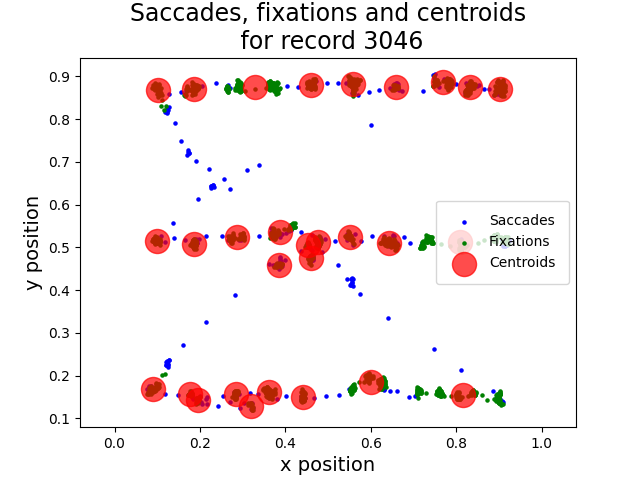 Saccades, fixations and centroids
for record 3046
y position
0.9
0.8
0.7
0.6
0.5
0.4
0.3
0.2
0.1
Saccades
Fixations
Centroids
0.0 0.2 0.4 0.6 0.8 1.0
x position